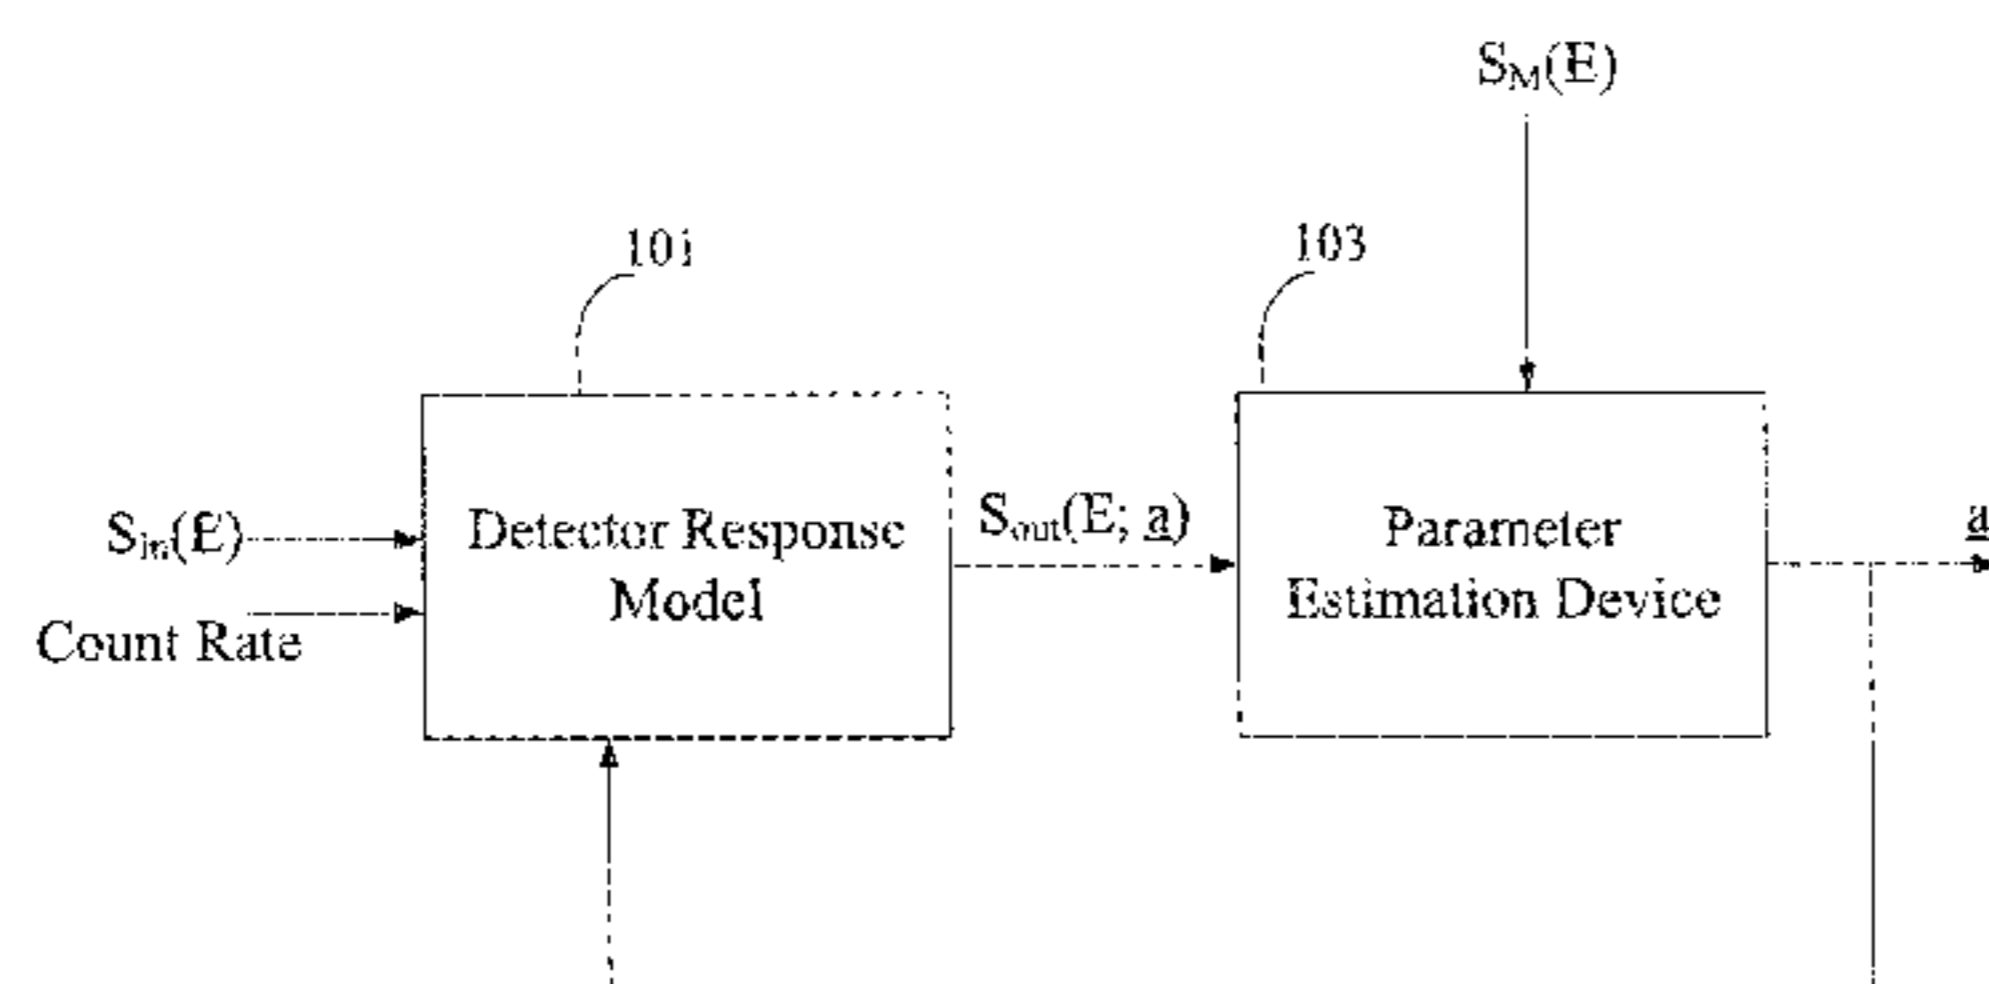 S_M(E)
101
103
S_in(E)
Detector Response
Model
S_out(E; a)
Parameter
Estimation Device
a
Count Rate